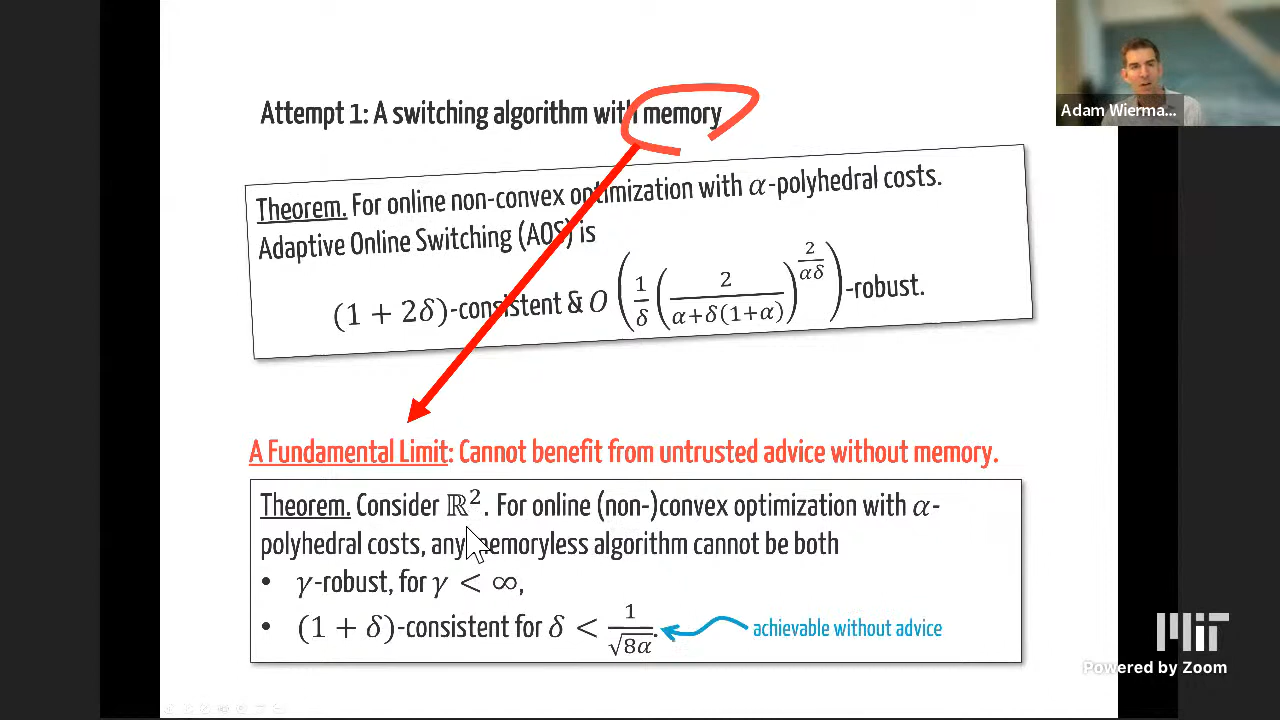 Adam Wierma...
Attempt 1: A switching algorithm with memory
Theorem. For online non-convex optimization with α-polyhedral costs.
Adaptive Online Switching (AOS) is
(1 + 2δ)-consistent & O(1/δ (2/(α+δ(1+α)))^(2/(αδ)))-robust.
A Fundamental Limit: Cannot benefit from untrusted advice without memory.
Theorem. Consider ℝ². For online (non-)convex optimization with α-
polyhedral costs, any memoryless algorithm cannot be both
• γ-robust, for γ < ∞,
• (1 + δ)-consistent for δ < 1/√(8α).
achievable without advice
MIT
Powered by Zoom